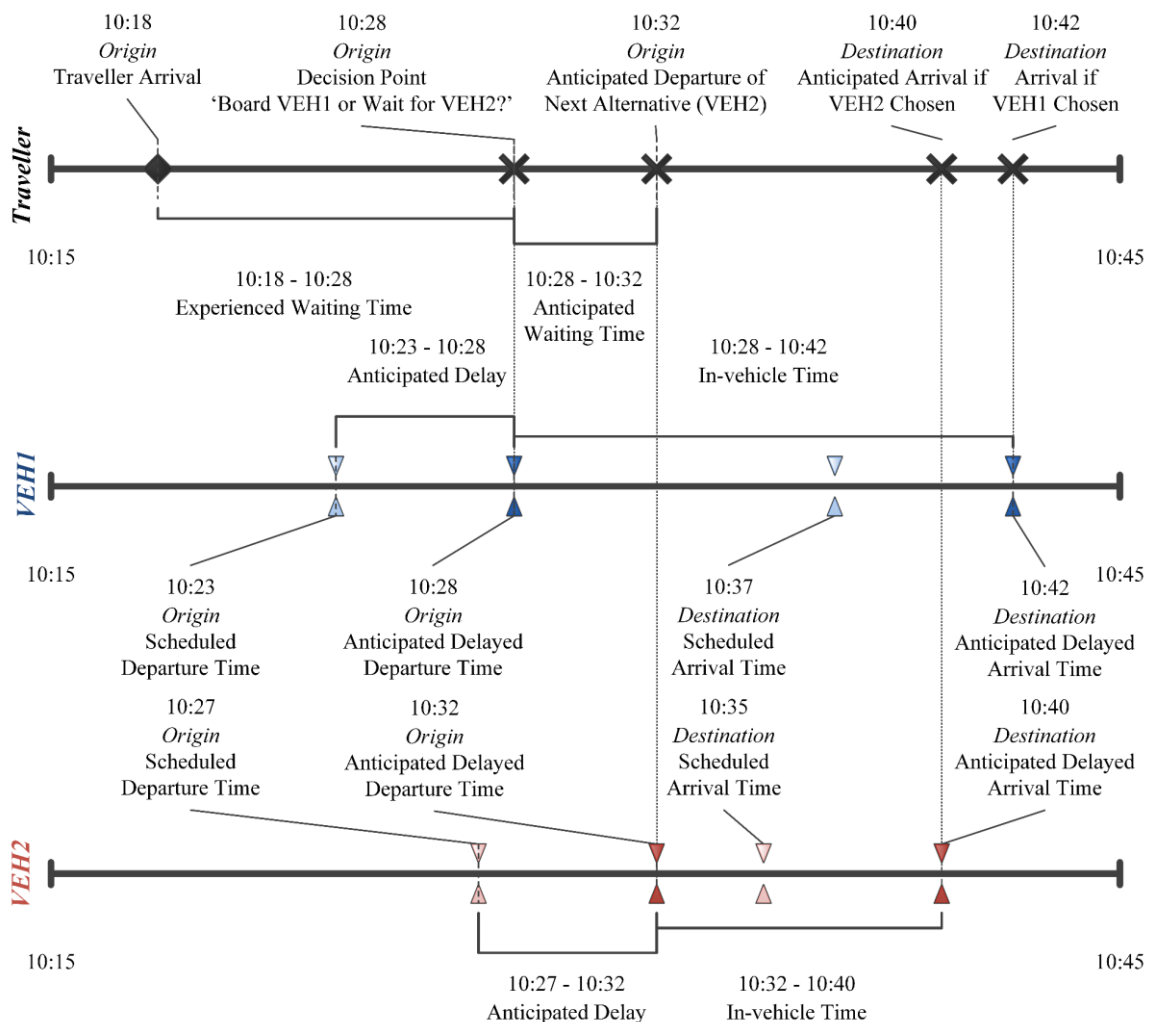 10:18
Origin
Traveller Arrival
10:28
Origin
Decision Point
'Board VEH1 or Wait for VEH2?'
10:32
Origin
Anticipated Departure of
Next Alternative (VEH2)
10:40
Destination
Anticipated Arrival if
VEH2 Chosen
10:42
Destination
Arrival if
VEH1 Chosen
Traveller
10:15
10:45
10:18 - 10:28
Experienced Waiting Time
10:28 - 10:32
Anticipated
Waiting Time
10:23 - 10:28
Anticipated Delay
10:28 - 10:42
In-vehicle Time
VEH1
10:15
10:45
10:23
Origin
Scheduled
Departure Time
10:28
Origin
Anticipated Delayed
Departure Time
10:37
Destination
Scheduled
Arrival Time
10:42
Destination
Anticipated Delayed
Arrival Time
10:27
Origin
Scheduled
Departure Time
10:32
Origin
Anticipated Delayed
Departure Time
10:35
Destination
Scheduled
Arrival Time
10:40
Destination
Anticipated Delayed
Arrival Time
VEH2
10:15
10:45
10:27 - 10:32
Anticipated Delay
10:32 - 10:40
In-vehicle Time